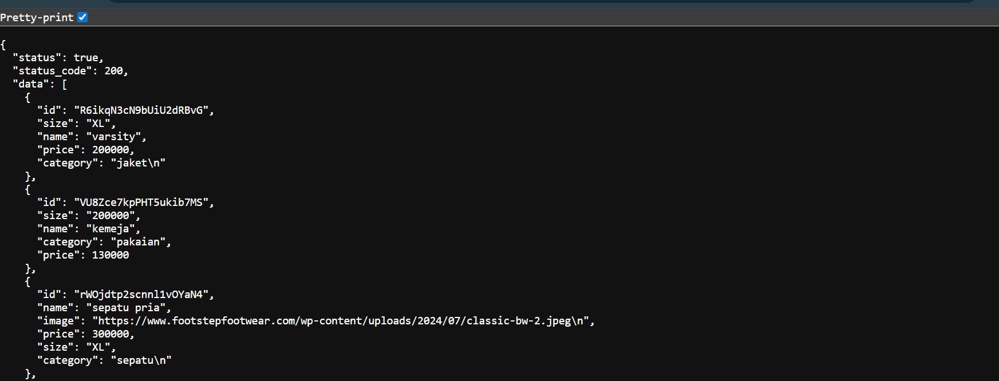 Pretty-print
{
  "status": true,
  "status_code": 200,
  "data": [
    {
      "id": "R6ikqN3cN9bUiU2dRBvG",
      "size": "XL",
      "name": "varsity",
      "price": 200000,
      "category": "jaket\n"
    },
    {
      "id": "VU8Zce7kpPHT5ukib7MS",
      "size": "200000",
      "name": "kemeja",
      "category": "pakaian",
      "price": 130000
    },
    {
      "id": "rWOjdtp2scnnl1vOYaN4",
      "name": "sepatu pria",
      "image": "https://www.footstepfootwear.com/wp-content/uploads/2024/07/classic-bw-2.jpeg\n",
      "price": 300000,
      "size": "XL",
      "category": "sepatu\n"
    },